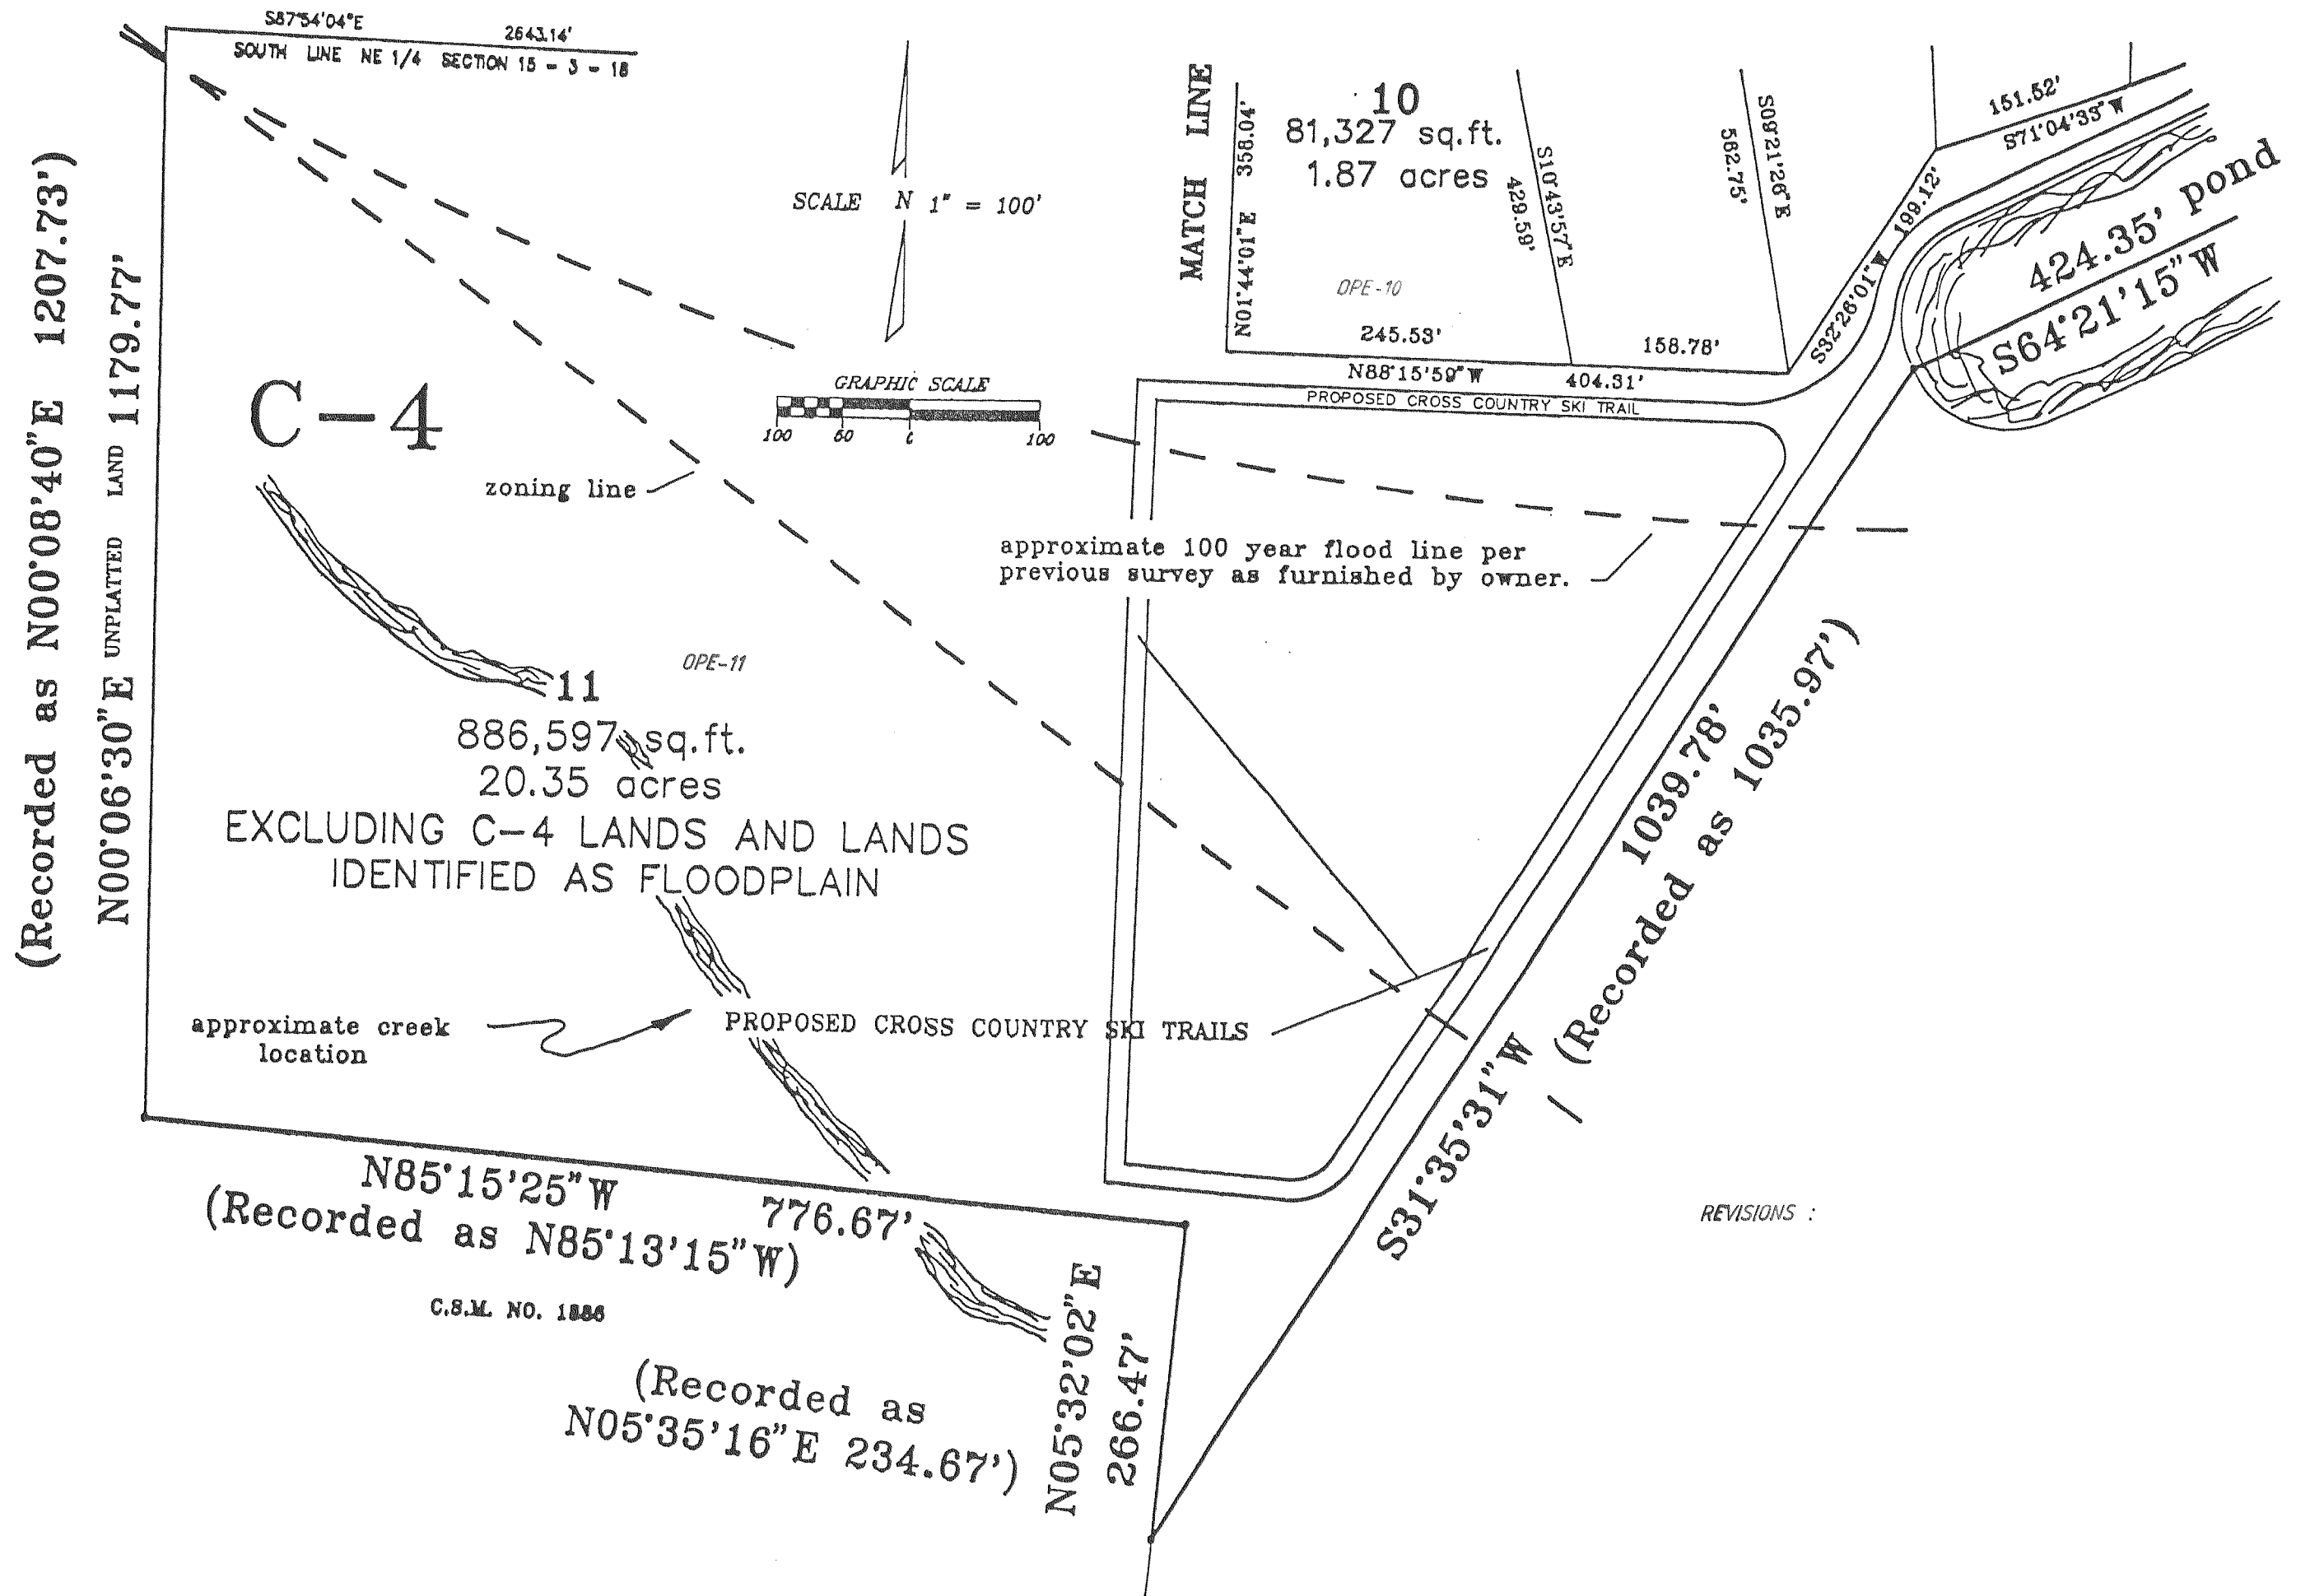 S87°54'04"E 2643.14'
SOUTH LINE NE 1/4 SECTION 15 - 3 - 18
(Recorded as N00°08'40"E 1207.73')
N00°06'30"E UNPLATTED LAND 1179.77'
C-4
SCALE N 1" = 100'
GRAPHIC SCALE
100 50 0 100
zoning line
MATCH LINE
N01°44'01"E 358.04'
10
81,327 sq.ft.
1.87 acres
OPE-10
245.53'
S10°43'57"E
429.59'
S09°21'26"E
562.75'
158.78'
N88°15'59"W 404.31'
PROPOSED CROSS COUNTRY SKI TRAIL
S32°26'01"W 199.12'
151.52'
S71°04'33"W
424.35' pond
S64°21'15"W
approximate 100 year flood line per
previous survey as furnished by owner.
OPE-11
11
886,597 sq.ft.
20.35 acres
EXCLUDING C-4 LANDS AND LANDS
IDENTIFIED AS FLOODPLAIN
approximate creek
location
PROPOSED CROSS COUNTRY SKI TRAILS
S31°35'31"W 1039.78'
(Recorded as 1035.97')
N85°15'25"W 776.67'
(Recorded as N85°13'15"W)
C.S.M. NO. 1886
(Recorded as
N05°35'16"E 234.67')
N05°32'02"E
266.47'
REVISIONS :